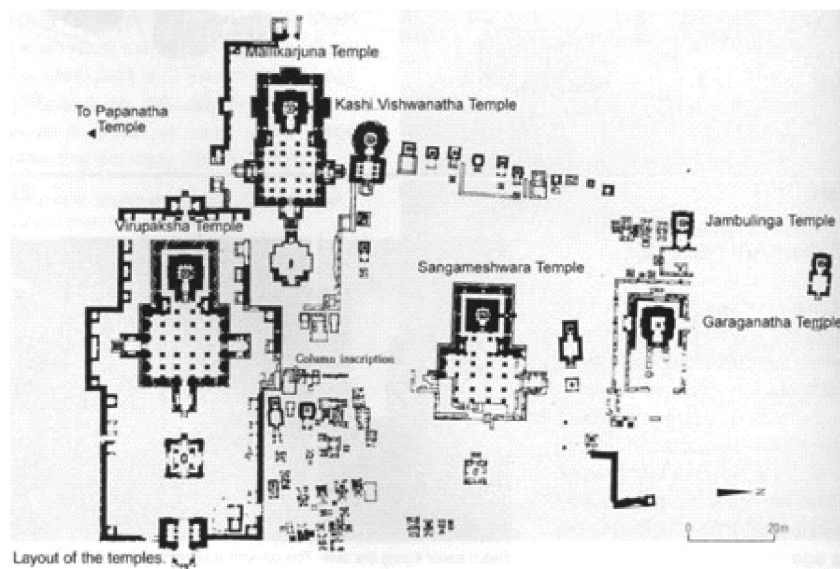 Mallikarjuna Temple
Kashi Vishwanatha Temple
To Papanatha
Temple
Virupaksha Temple
Jambulinga Temple
Sangameshwara Temple
Garaganatha Temple
Column inscription
N
0
20m
Layout of the temples.